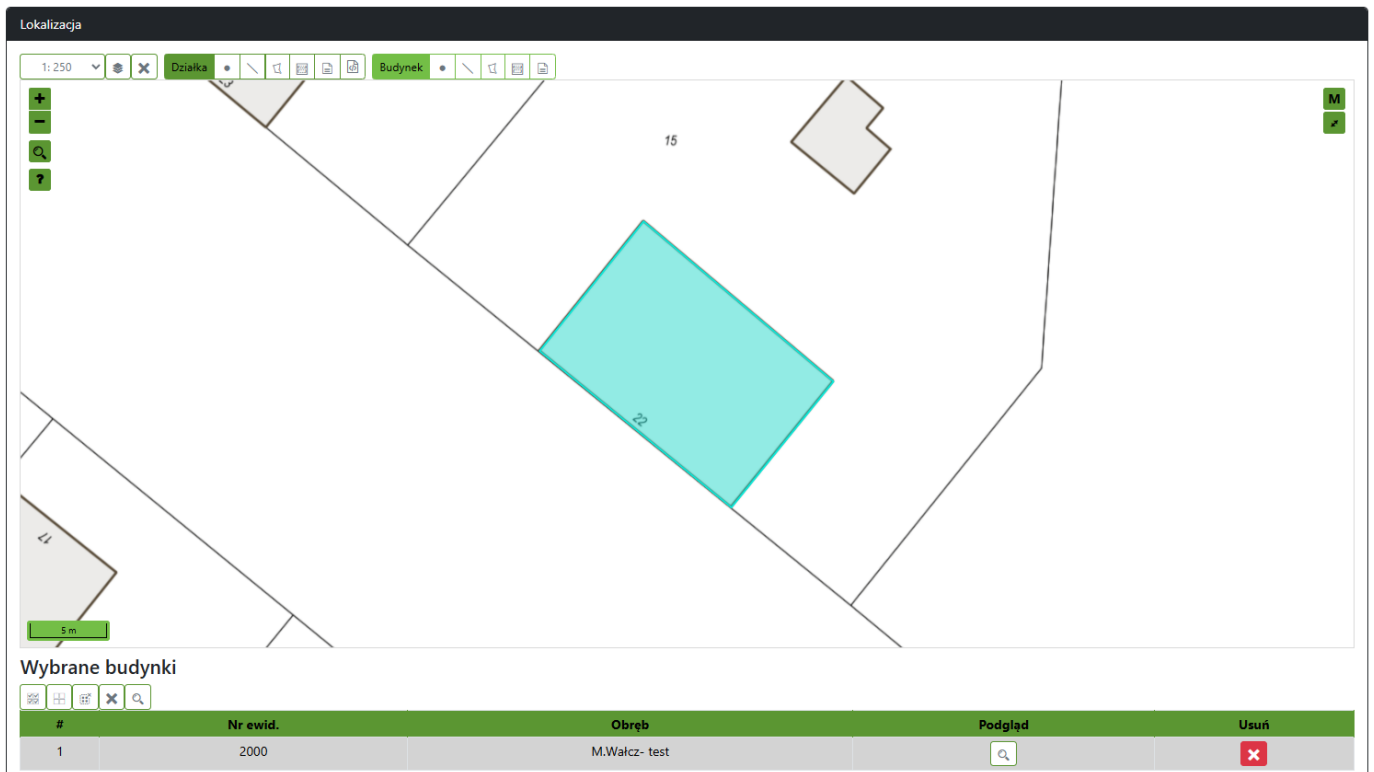 Lokalizacja
1: 250
Działka
Budynek
+
M
−
?
15
22
17
5 m
Wybrane budynki
# Nr ewid. Obręb Podgląd Usuń
1 2000 M.Wałcz- test